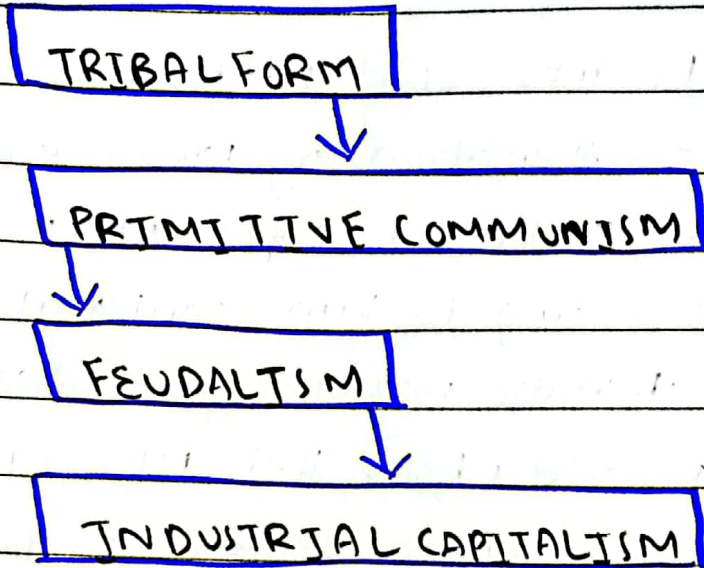 TRIBAL FORM
PRIMITIVE COMMUNISM
FEUDALISM
INDUSTRIAL CAPITALISM